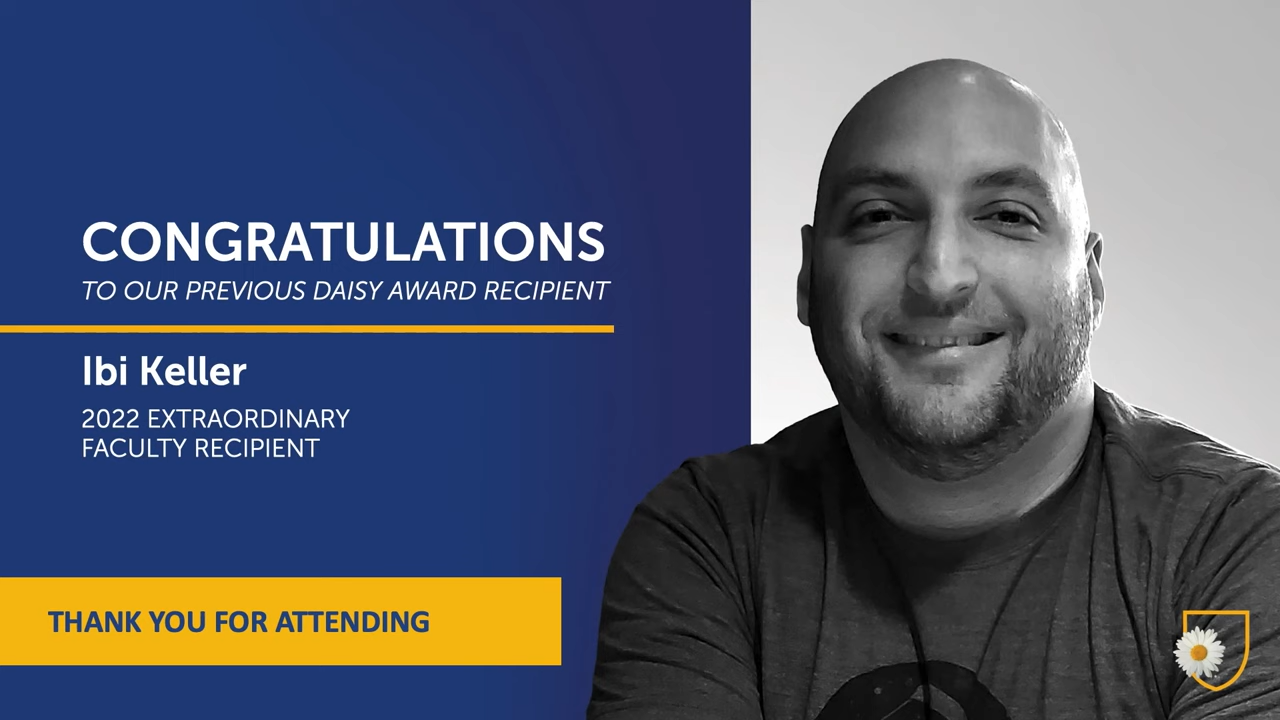 CONGRATULATIONS
TO OUR PREVIOUS DAISY AWARD RECIPIENT
Ibi Keller
2022 EXTRAORDINARY
FACULTY RECIPIENT
THANK YOU FOR ATTENDING